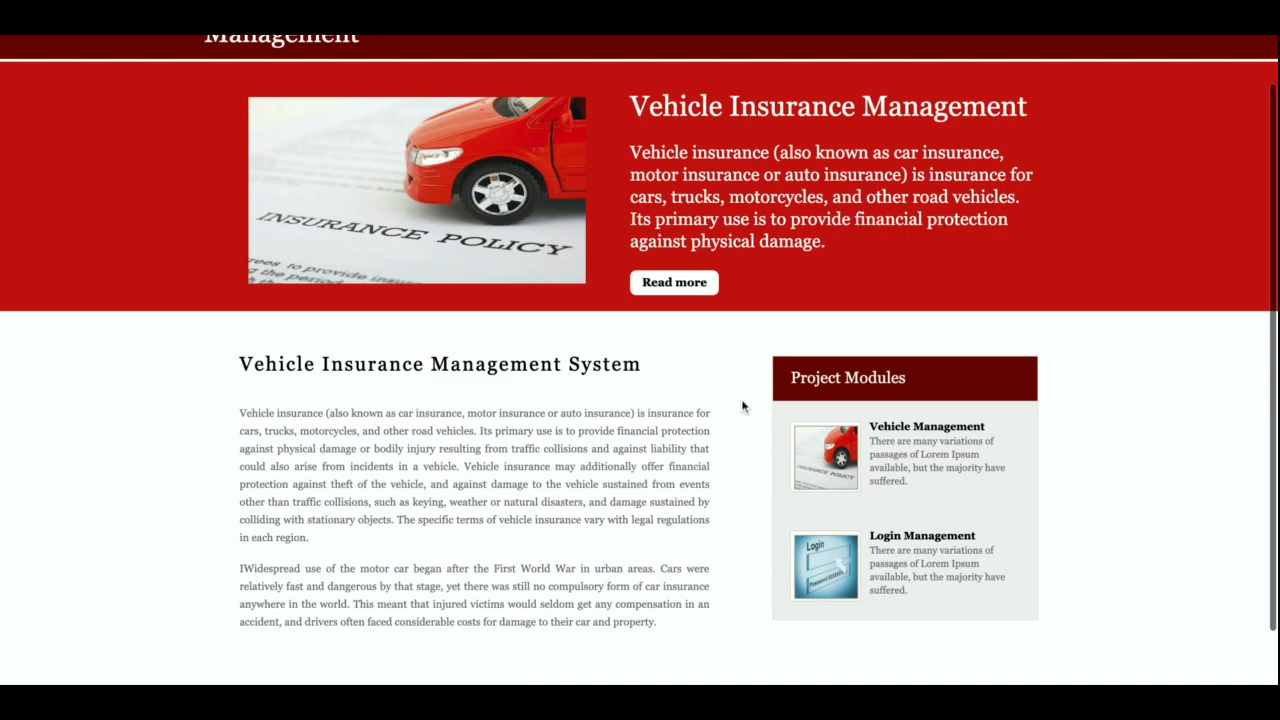 Management
Vehicle Insurance Management
Vehicle insurance (also known as car insurance,
motor insurance or auto insurance) is insurance for
cars, trucks, motorcycles, and other road vehicles.
Its primary use is to provide financial protection
against physical damage.
Read more
INSURANCE POLICY
rees to provide insu
g the period
Vehicle Insurance Management System
Vehicle insurance (also known as car insurance, motor insurance or auto insurance) is insurance for
cars, trucks, motorcycles, and other road vehicles. Its primary use is to provide financial protection
against physical damage or bodily injury resulting from traffic collisions and against liability that
could also arise from incidents in a vehicle. Vehicle insurance may additionally offer financial
protection against theft of the vehicle, and against damage to the vehicle sustained from events
other than traffic collisions, such as keying, weather or natural disasters, and damage sustained by
colliding with stationary objects. The specific terms of vehicle insurance vary with legal regulations
in each region.
IWidespread use of the motor car began after the First World War in urban areas. Cars were
relatively fast and dangerous by that stage, yet there was still no compulsory form of car insurance
anywhere in the world. This meant that injured victims would seldom get any compensation in an
accident, and drivers often faced considerable costs for damage to their car and property.
Project Modules
INSURANCE POLICY
Vehicle Management
There are many variations of
passages of Lorem Ipsum
available, but the majority have
suffered.
Login
Password
Login Management
There are many variations of
passages of Lorem Ipsum
available, but the majority have
suffered.